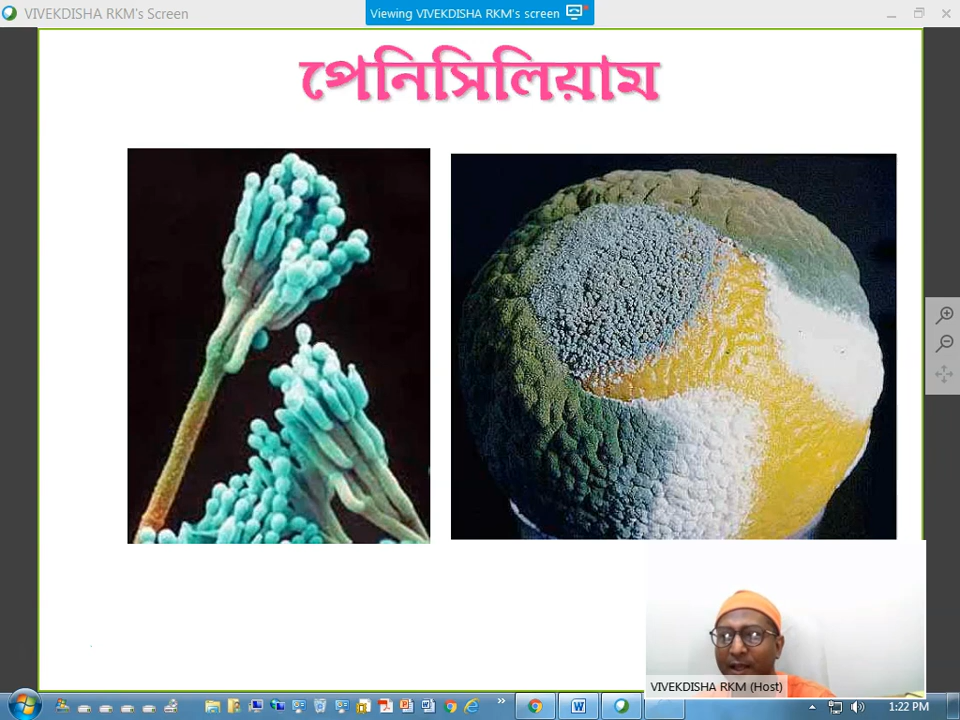 VIVEKDISHA RKM's Screen
Viewing VIVEKDISHA RKM's screen
পেনিসিলিয়াম
VIVEKDISHA RKM (Host)
1:22 PM